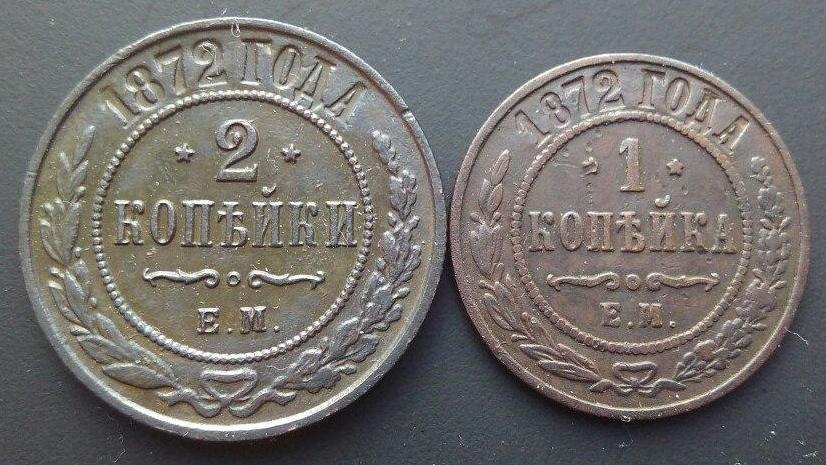 1872 ГОДА
2
КОПѢЙКИ
Е.М.
1872 ГОДА
1
КОПѢЙКА
Е.М.